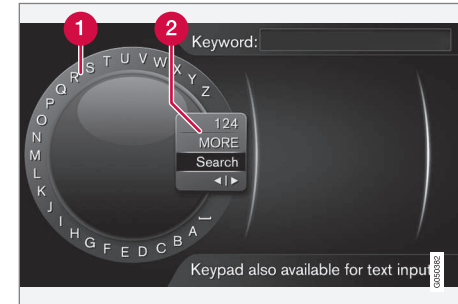 1
2
Keyword:
A B C D E F G H I J K L M N O P Q R S T U V W X Y Z
124
MORE
Search
Keypad also available for text input
G050382